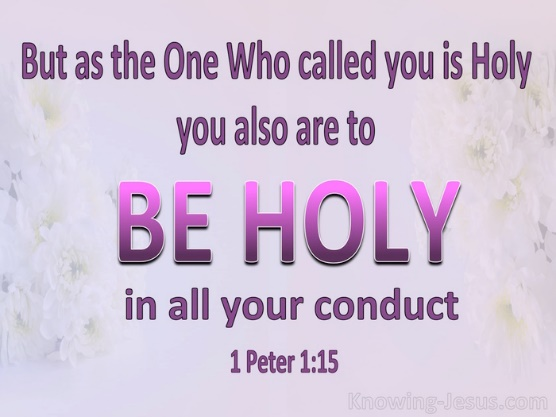 But as the One Who called you is Holy
you also are to
BE HOLY
in all your conduct
1 Peter 1:15
Knowing-Jesus.com